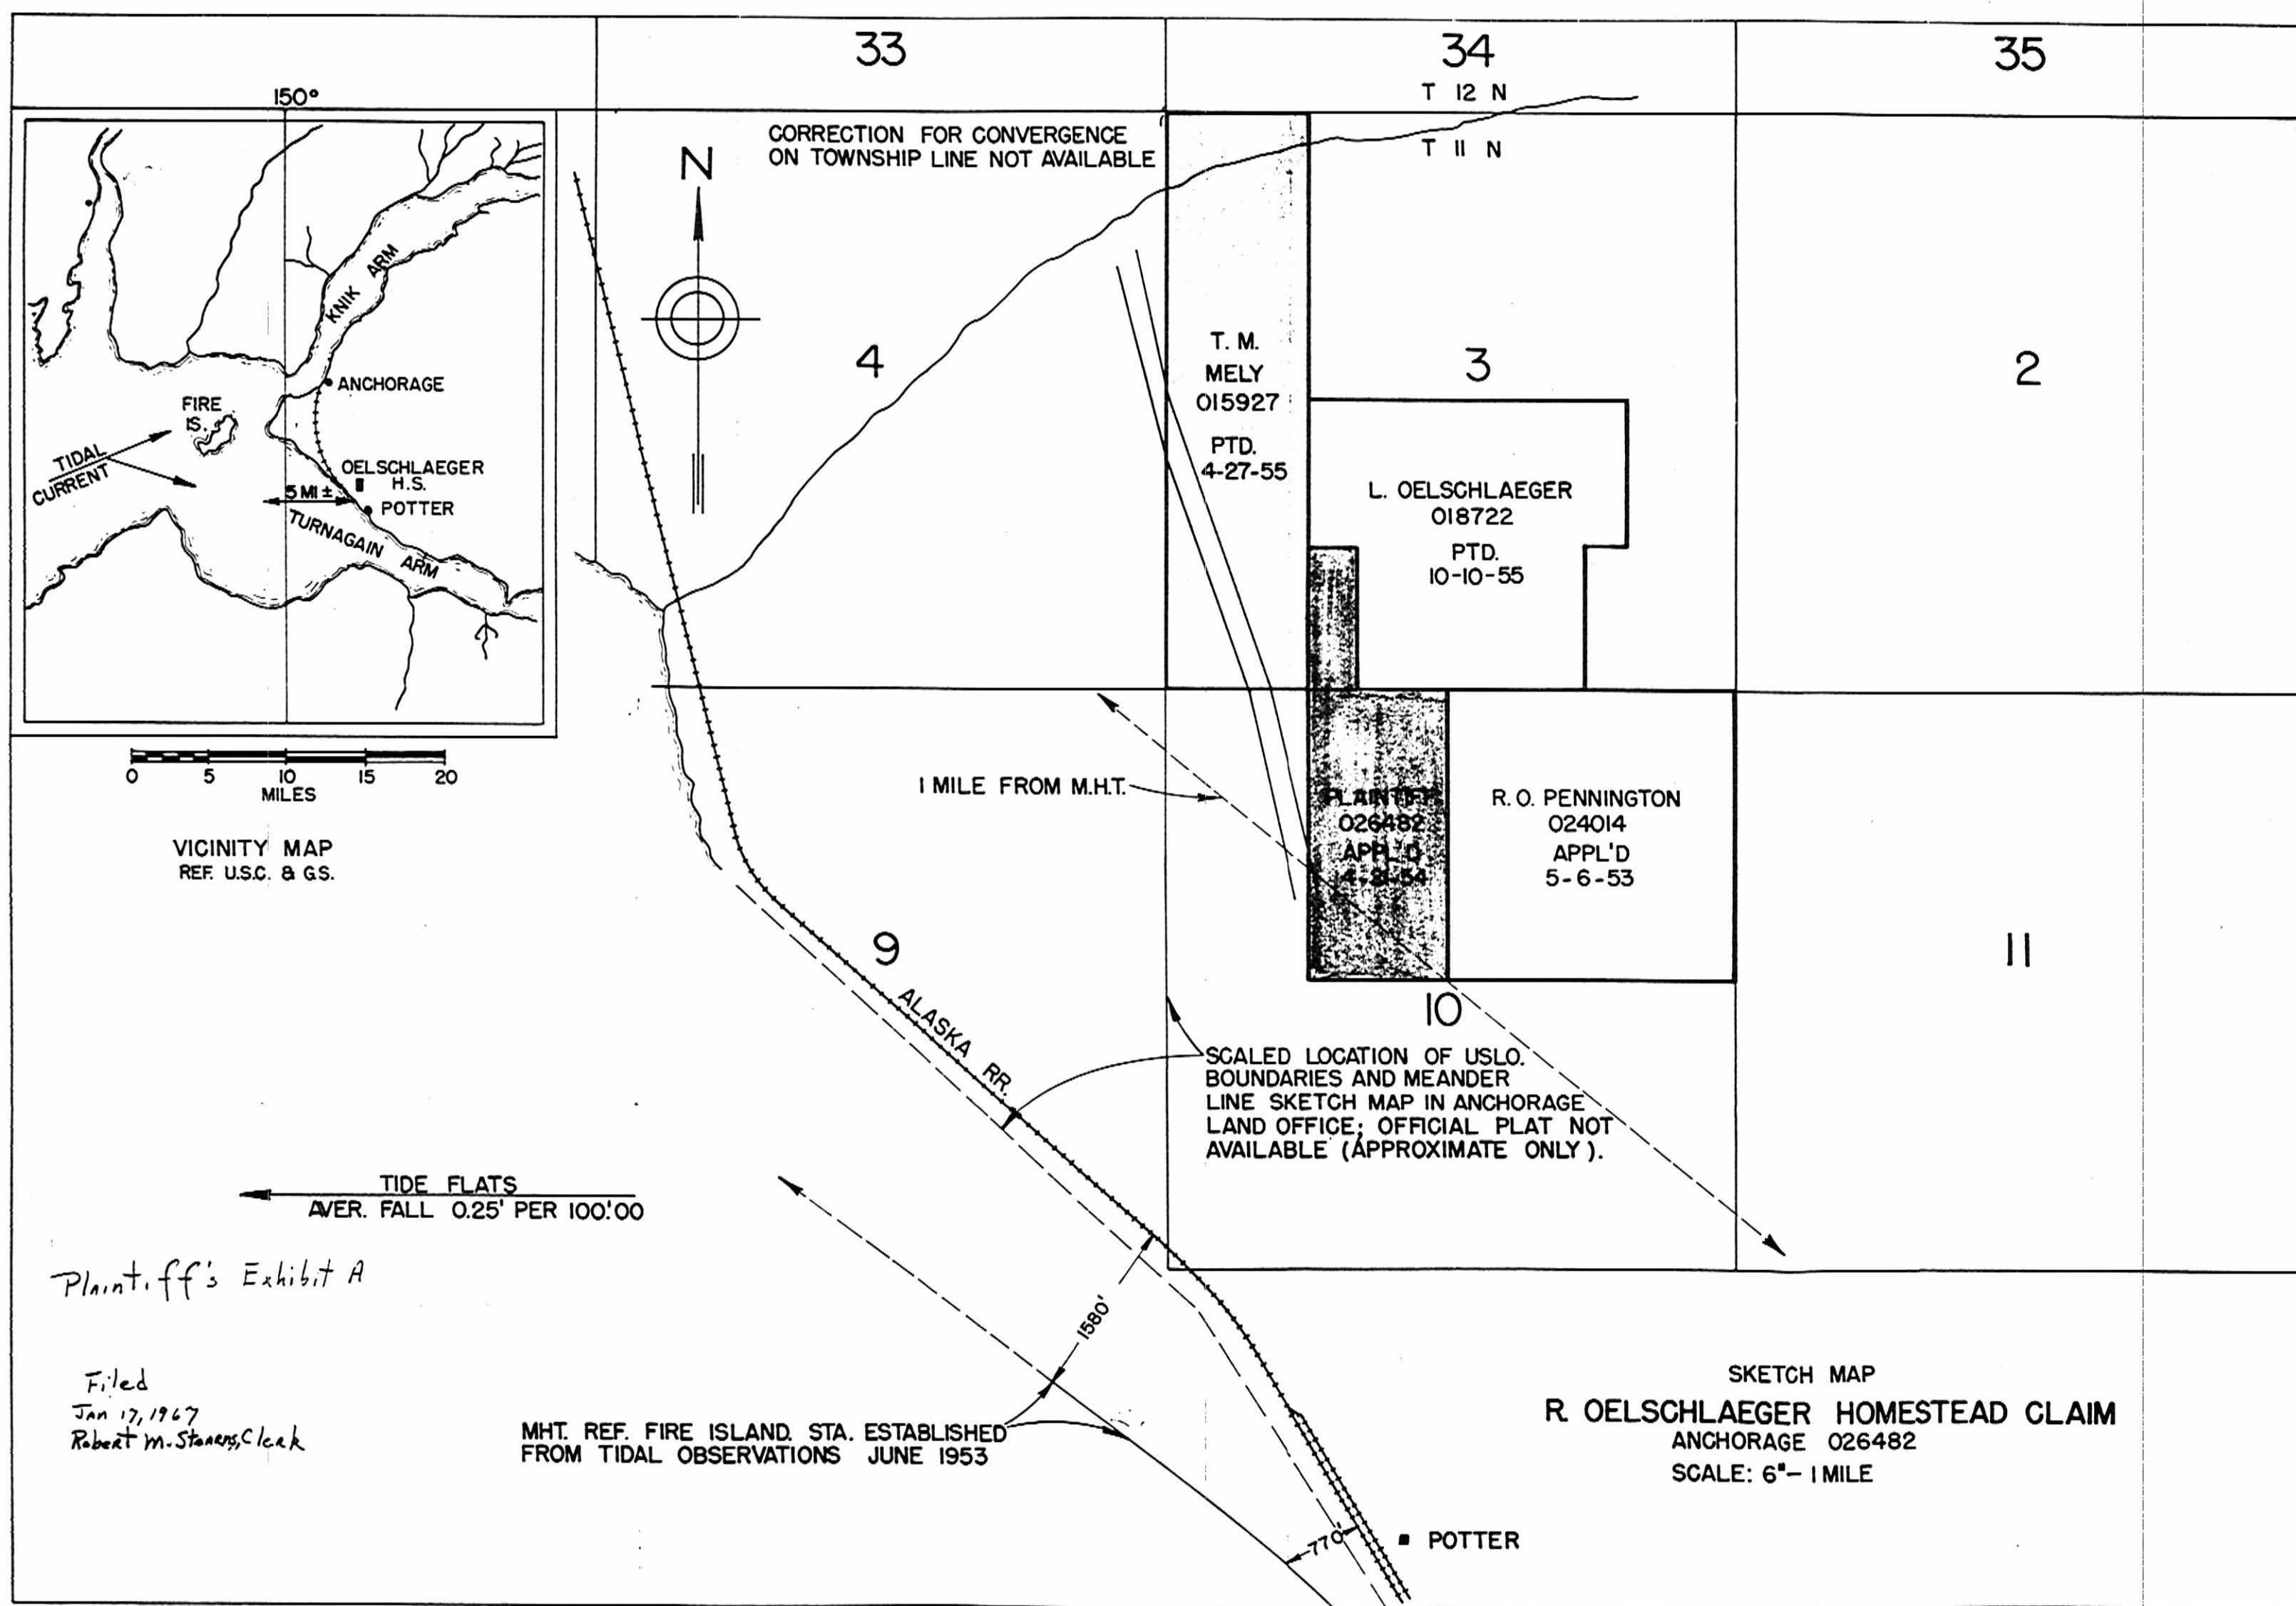 33
34
35
T 12 N
T 11 N
150°
CORRECTION FOR CONVERGENCE
ON TOWNSHIP LINE NOT AVAILABLE
N
KNIK ARM
ANCHORAGE
FIRE
IS.
TIDAL
CURRENT
OELSCHLAEGER
H.S.
5 MI ±
POTTER
TURNAGAIN ARM
0 5 10 15 20
MILES
VICINITY MAP
REF. U.S.C. & G.S.
4
3
2
T. M.
MELY
015927
PTD.
4-27-55
L. OELSCHLAEGER
018722
PTD.
10-10-55
1 MILE FROM M.H.T.
PLAINTIFF
026482
APPL'D
4-21-54
R. O. PENNINGTON
024014
APPL'D
5-6-53
9
10
11
ALASKA RR.
SCALED LOCATION OF USLO.
BOUNDARIES AND MEANDER
LINE SKETCH MAP IN ANCHORAGE
LAND OFFICE; OFFICIAL PLAT NOT
AVAILABLE (APPROXIMATE ONLY).
TIDE FLATS
AVER. FALL 0.25' PER 100.'00
Plaintiff's Exhibit A
Filed
Jan 17, 1967
Robert M. Stearns, Clerk
1580'
MHT. REF. FIRE ISLAND. STA. ESTABLISHED
FROM TIDAL OBSERVATIONS JUNE 1953
770'
POTTER
SKETCH MAP
R. OELSCHLAEGER HOMESTEAD CLAIM
ANCHORAGE 026482
SCALE: 6"– 1 MILE